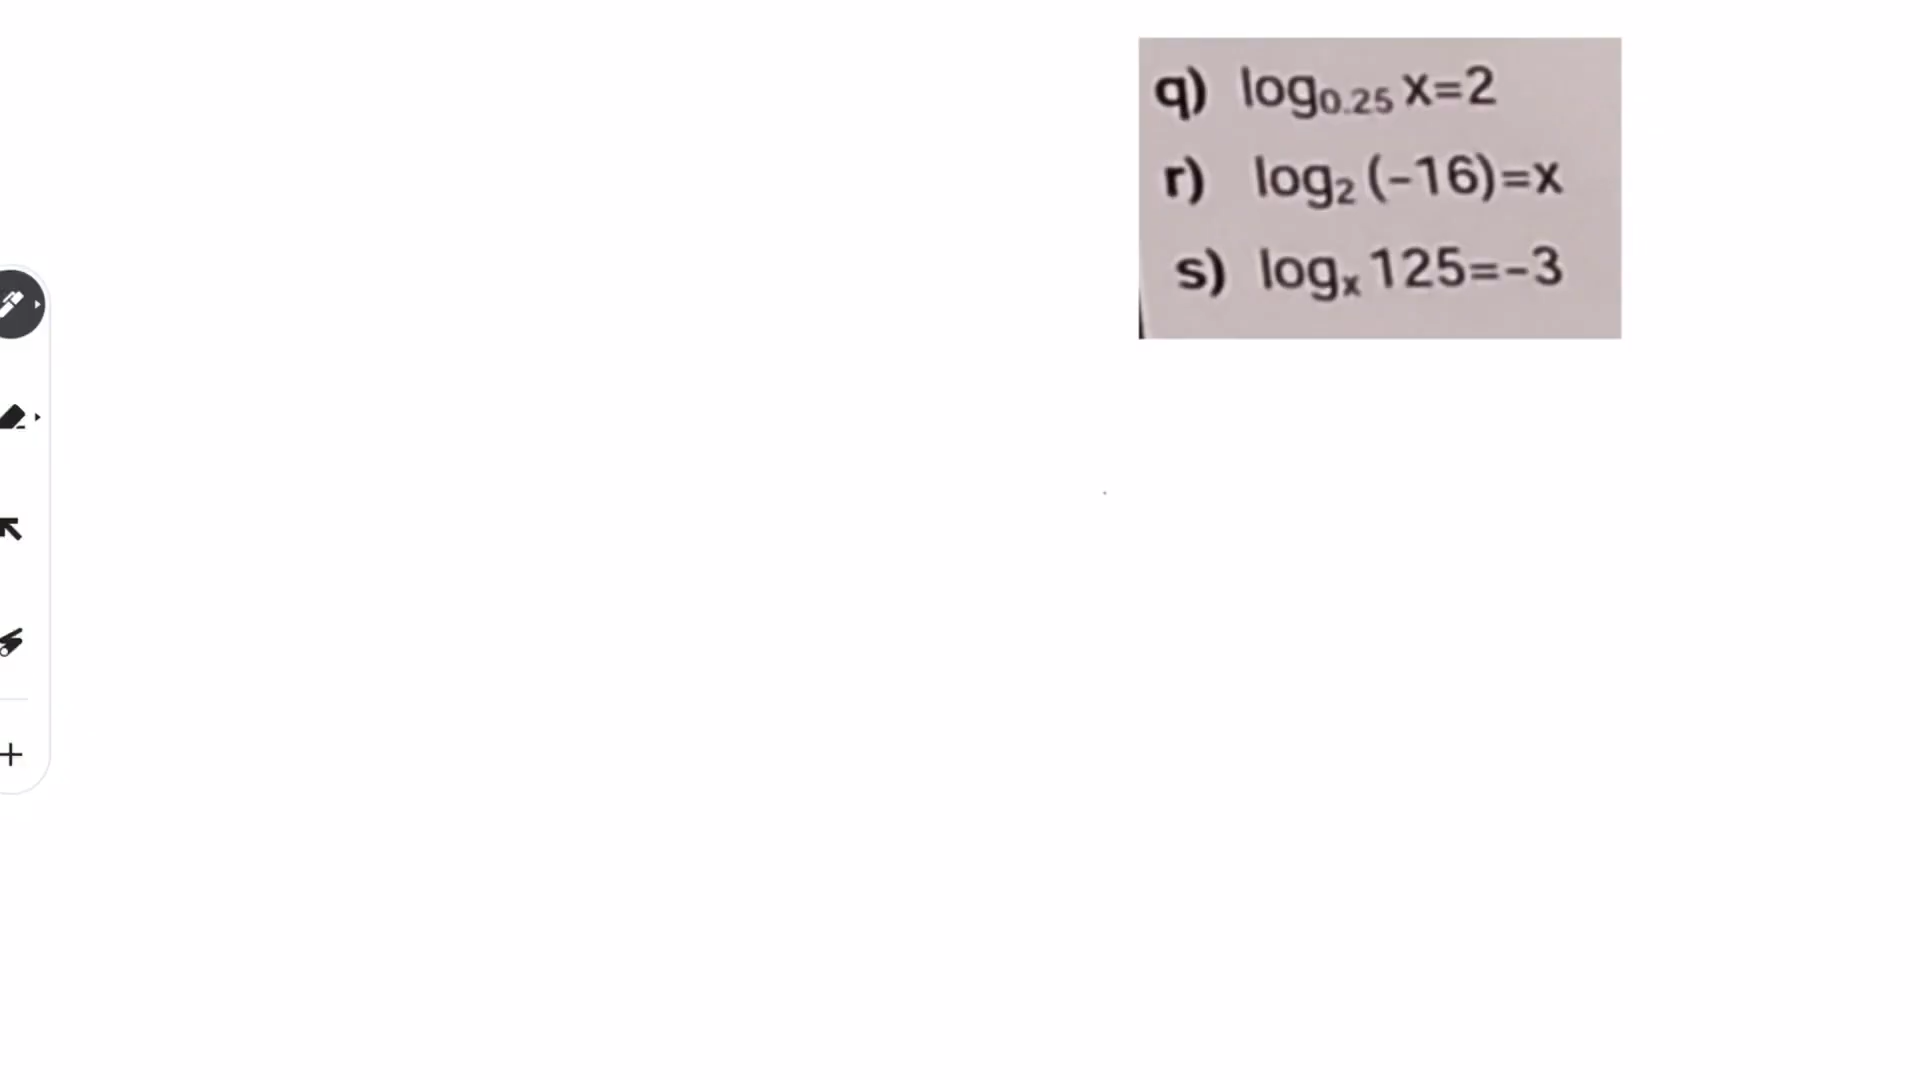 q) log₀.₂₅ x=2
r) log₂ (-16)=x
s) logₓ 125=-3